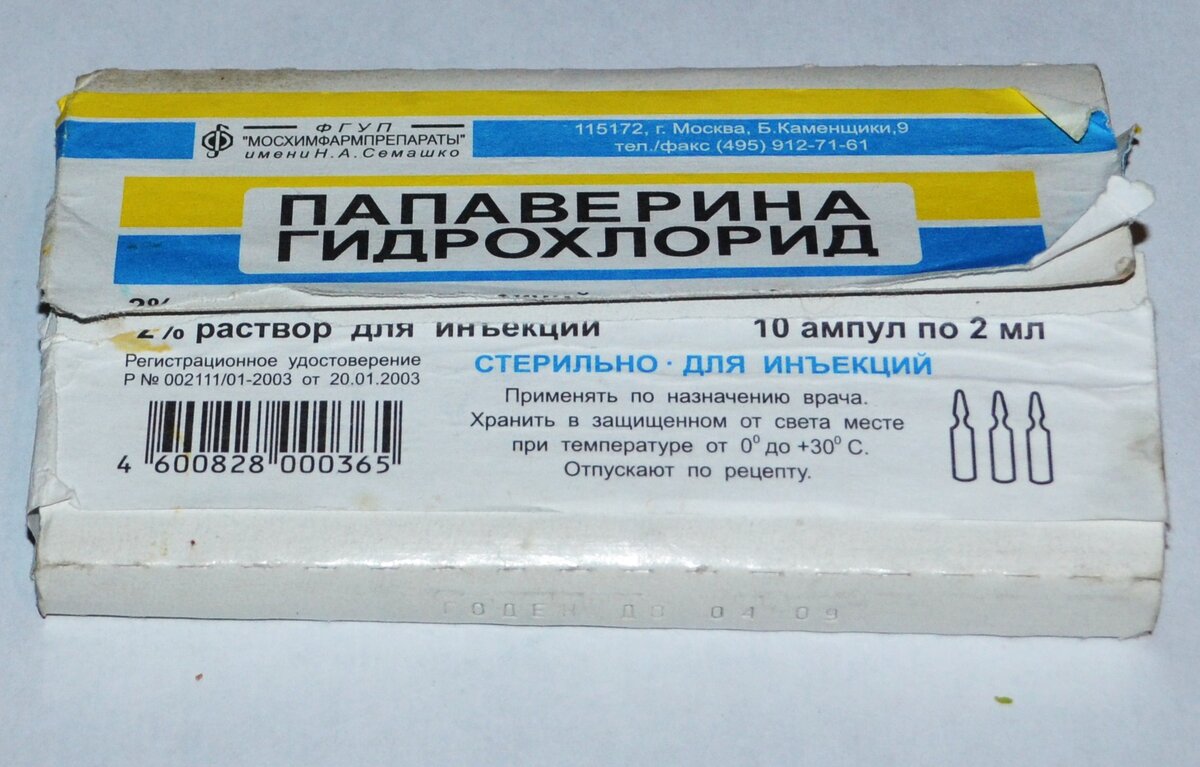 ФГУП
"МОСХИМФАРМПРЕПАРАТЫ"
имени Н.А.Семашко
115172, г. Москва, Б.Каменщики,9
тел./факс (495) 912-71-61
ПАПАВЕРИНА
ГИДРОХЛОРИД
2%
2% раствор для инъекций
10 ампул по 2 мл
Регистрационное удостоверение
Р № 002111/01-2003 от 20.01.2003
СТЕРИЛЬНО · ДЛЯ ИНЪЕКЦИЙ
Применять по назначению врача.
Хранить в защищенном от света месте
при температуре от 0⁰ до +30⁰ С.
Отпускают по рецепту.
4 600828 000365
ГОДЕН ДО 04 09